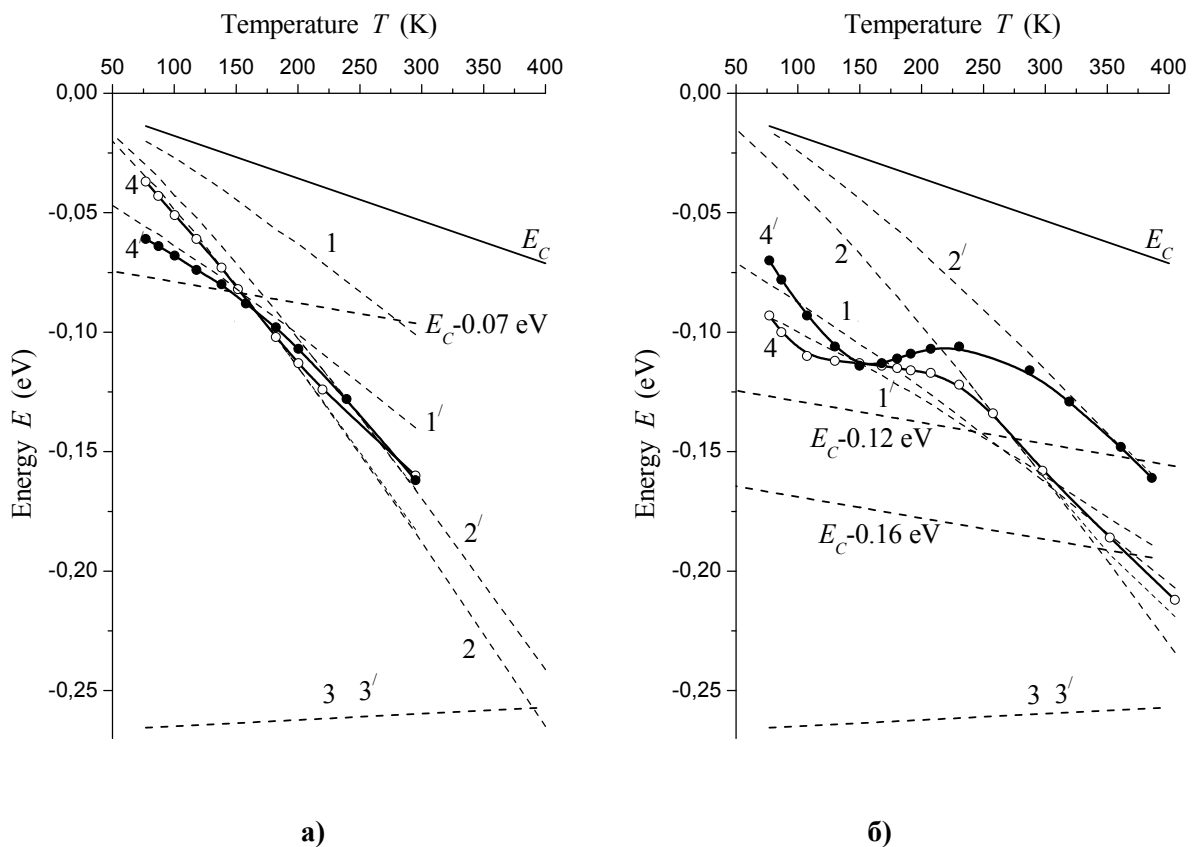 Temperature T (K)
50 100 150 200 250 300 350 400
0,00
-0,05
-0,10
-0,15
-0,20
-0,25
Energy E (eV)
E_C
1
4
4/
E_C-0.07 eV
1/
2/
2
3 3/
а)
Temperature T (K)
50 100 150 200 250 300 350 400
0,00
-0,05
-0,10
-0,15
-0,20
-0,25
Energy E (eV)
E_C
4/
2
2/
1
4
1/
E_C-0.12 eV
E_C-0.16 eV
3 3/
б)